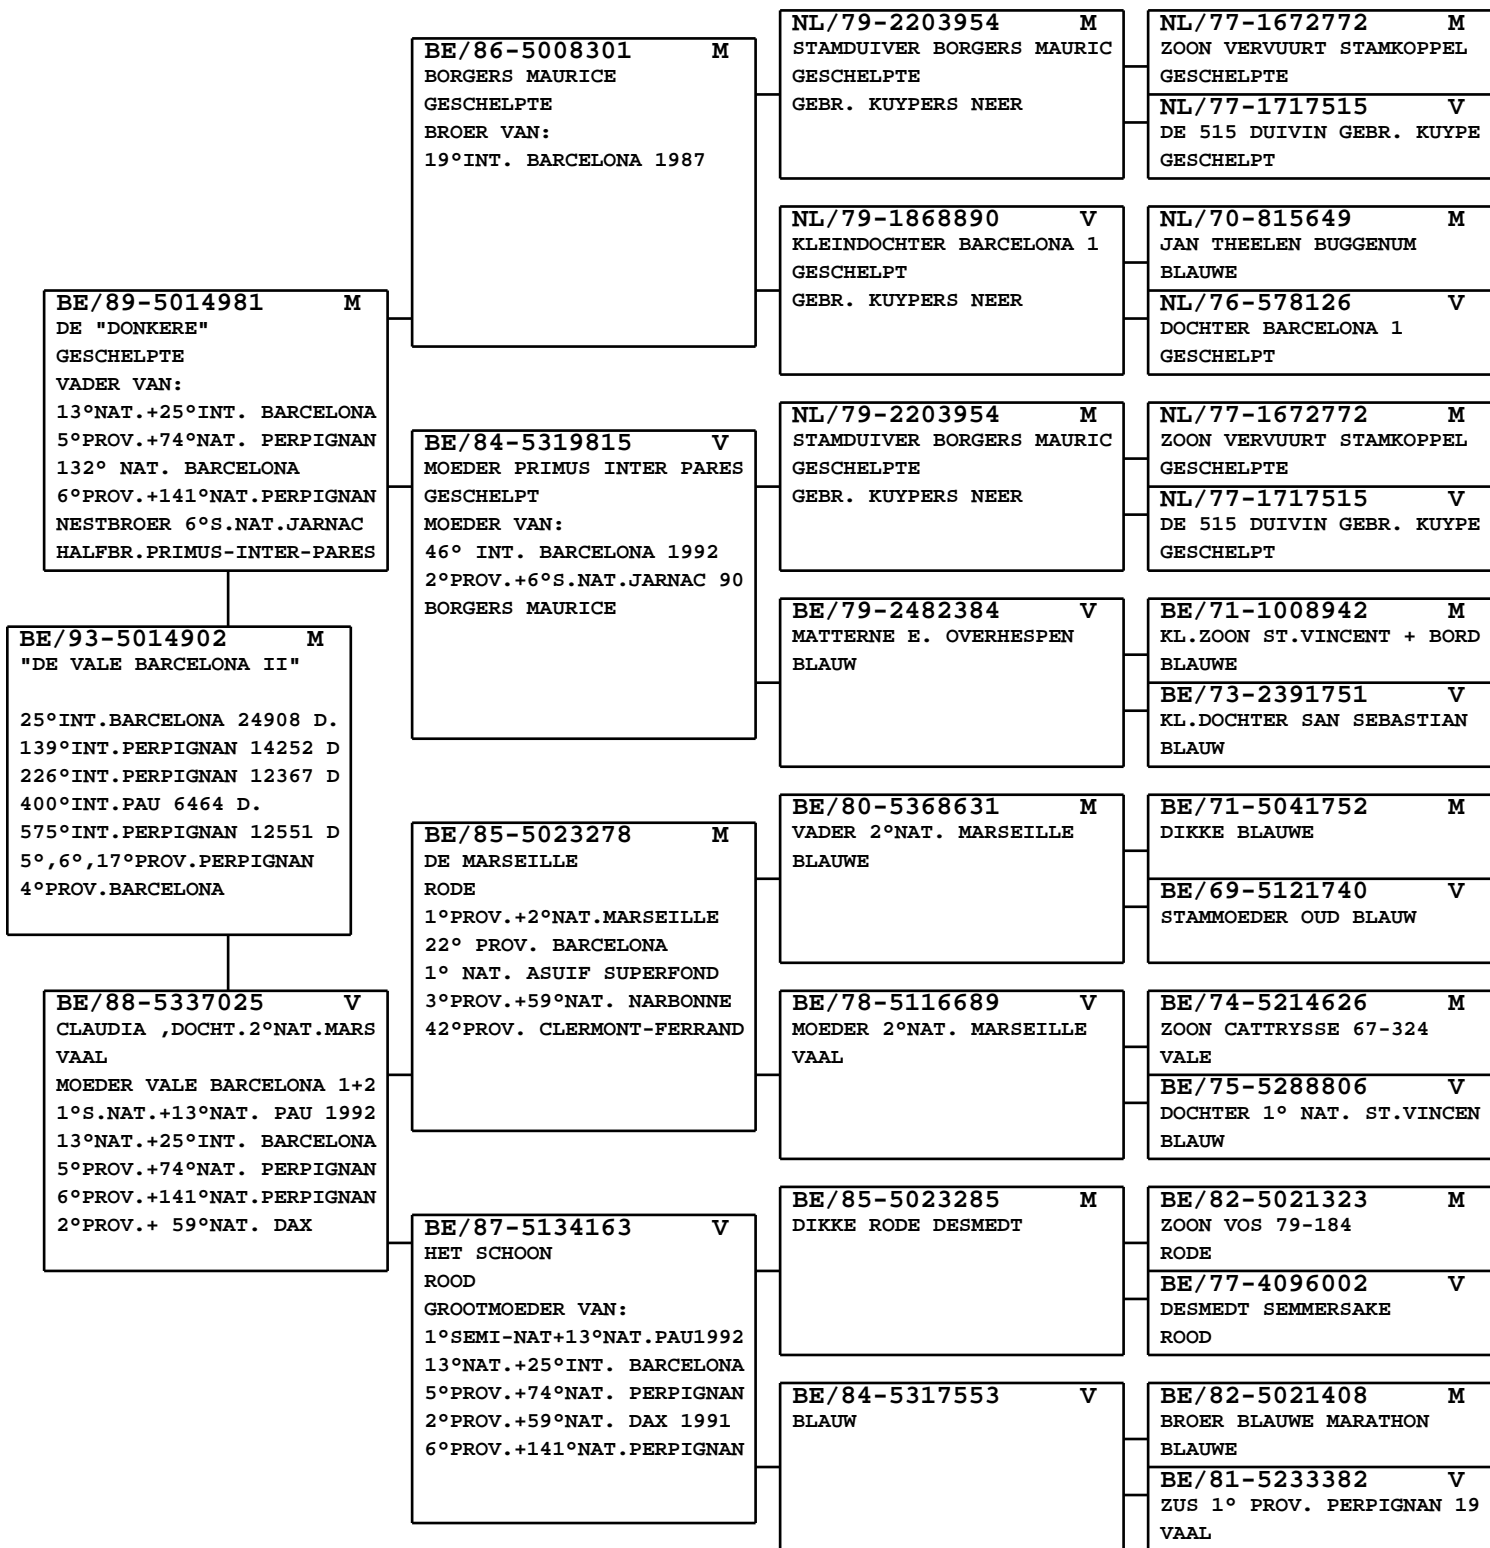 BE/93-5014902 M
"DE VALE BARCELONA II"
25°INT.BARCELONA 24908 D.
139°INT.PERPIGNAN 14252 D
226°INT.PERPIGNAN 12367 D
400°INT.PAU 6464 D.
575°INT.PERPIGNAN 12551 D
5°,6°,17°PROV.PERPIGNAN
4°PROV.BARCELONA
BE/89-5014981 M
DE "DONKERE"
GESCHELPTE
VADER VAN:
13°NAT.+25°INT. BARCELONA
5°PROV.+74°NAT. PERPIGNAN
132° NAT. BARCELONA
6°PROV.+141°NAT.PERPIGNAN
NESTBROER 6°S.NAT.JARNAC
HALFBR.PRIMUS-INTER-PARES
BE/88-5337025 V
CLAUDIA ,DOCHT.2°NAT.MARS
VAAL
MOEDER VALE BARCELONA 1+2
1°S.NAT.+13°NAT. PAU 1992
13°NAT.+25°INT. BARCELONA
5°PROV.+74°NAT. PERPIGNAN
6°PROV.+141°NAT.PERPIGNAN
2°PROV.+ 59°NAT. DAX
BE/86-5008301 M
BORGERS MAURICE
GESCHELPTE
BROER VAN:
19°INT. BARCELONA 1987
BE/84-5319815 V
MOEDER PRIMUS INTER PARES
GESCHELPT
MOEDER VAN:
46° INT. BARCELONA 1992
2°PROV.+6°S.NAT.JARNAC 90
BORGERS MAURICE
BE/85-5023278 M
DE MARSEILLE
RODE
1°PROV.+2°NAT.MARSEILLE
22° PROV. BARCELONA
1° NAT. ASUIF SUPERFOND
3°PROV.+59°NAT. NARBONNE
42°PROV. CLERMONT-FERRAND
BE/87-5134163 V
HET SCHOON
ROOD
GROOTMOEDER VAN:
1°SEMI-NAT+13°NAT.PAU1992
13°NAT.+25°INT. BARCELONA
5°PROV.+74°NAT. PERPIGNAN
2°PROV.+59°NAT. DAX 1991
6°PROV.+141°NAT.PERPIGNAN
NL/79-2203954 M
STAMDUIVER BORGERS MAURIC
GESCHELPTE
GEBR. KUYPERS NEER
NL/79-1868890 V
KLEINDOCHTER BARCELONA 1
GESCHELPT
GEBR. KUYPERS NEER
NL/79-2203954 M
STAMDUIVER BORGERS MAURIC
GESCHELPTE
GEBR. KUYPERS NEER
BE/79-2482384 V
MATTERNE E. OVERHESPEN
BLAUW
BE/80-5368631 M
VADER 2°NAT. MARSEILLE
BLAUWE
BE/78-5116689 V
MOEDER 2°NAT. MARSEILLE
VAAL
BE/85-5023285 M
DIKKE RODE DESMEDT
BE/84-5317553 V
BLAUW
NL/77-1672772 M
ZOON VERVUURT STAMKOPPEL
GESCHELPTE
NL/77-1717515 V
DE 515 DUIVIN GEBR. KUYPE
GESCHELPT
NL/70-815649 M
JAN THEELEN BUGGENUM
BLAUWE
NL/76-578126 V
DOCHTER BARCELONA 1
GESCHELPT
NL/77-1672772 M
ZOON VERVUURT STAMKOPPEL
GESCHELPTE
NL/77-1717515 V
DE 515 DUIVIN GEBR. KUYPE
GESCHELPT
BE/71-1008942 M
KL.ZOON ST.VINCENT + BORD
BLAUWE
BE/73-2391751 V
KL.DOCHTER SAN SEBASTIAN
BLAUW
BE/71-5041752 M
DIKKE BLAUWE
BE/69-5121740 V
STAMMOEDER OUD BLAUW
BE/74-5214626 M
ZOON CATTRYSSE 67-324
VALE
BE/75-5288806 V
DOCHTER 1° NAT. ST.VINCEN
BLAUW
BE/82-5021323 M
ZOON VOS 79-184
RODE
BE/77-4096002 V
DESMEDT SEMMERSAKE
ROOD
BE/82-5021408 M
BROER BLAUWE MARATHON
BLAUWE
BE/81-5233382 V
ZUS 1° PROV. PERPIGNAN 19
VAAL